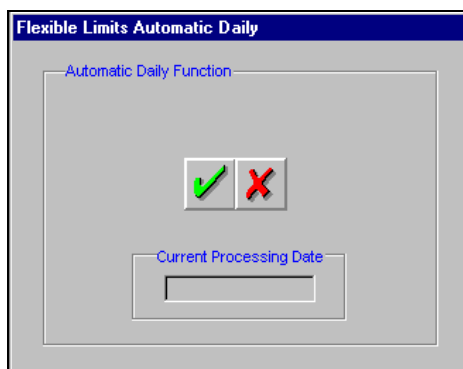 Flexible Limits Automatic Daily
Automatic Daily Function
Current Processing Date